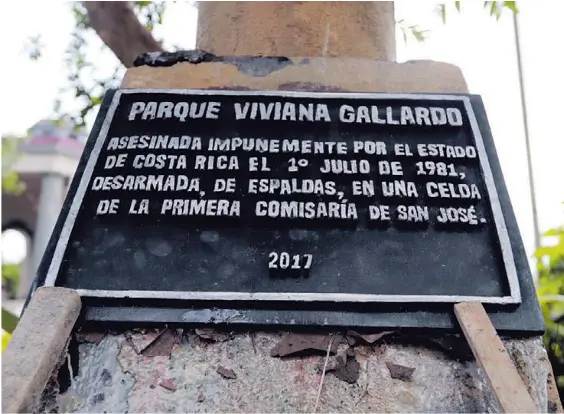 PARQUE VIVIANA GALLARDO
ASESINADA IMPUNEMENTE POR EL ESTADO
DE COSTA RICA EL 1º JULIO DE 1981,
DESARMADA, DE ESPALDAS, EN UNA CELDA
DE LA PRIMERA COMISARÍA DE SAN JOSÉ.
2017